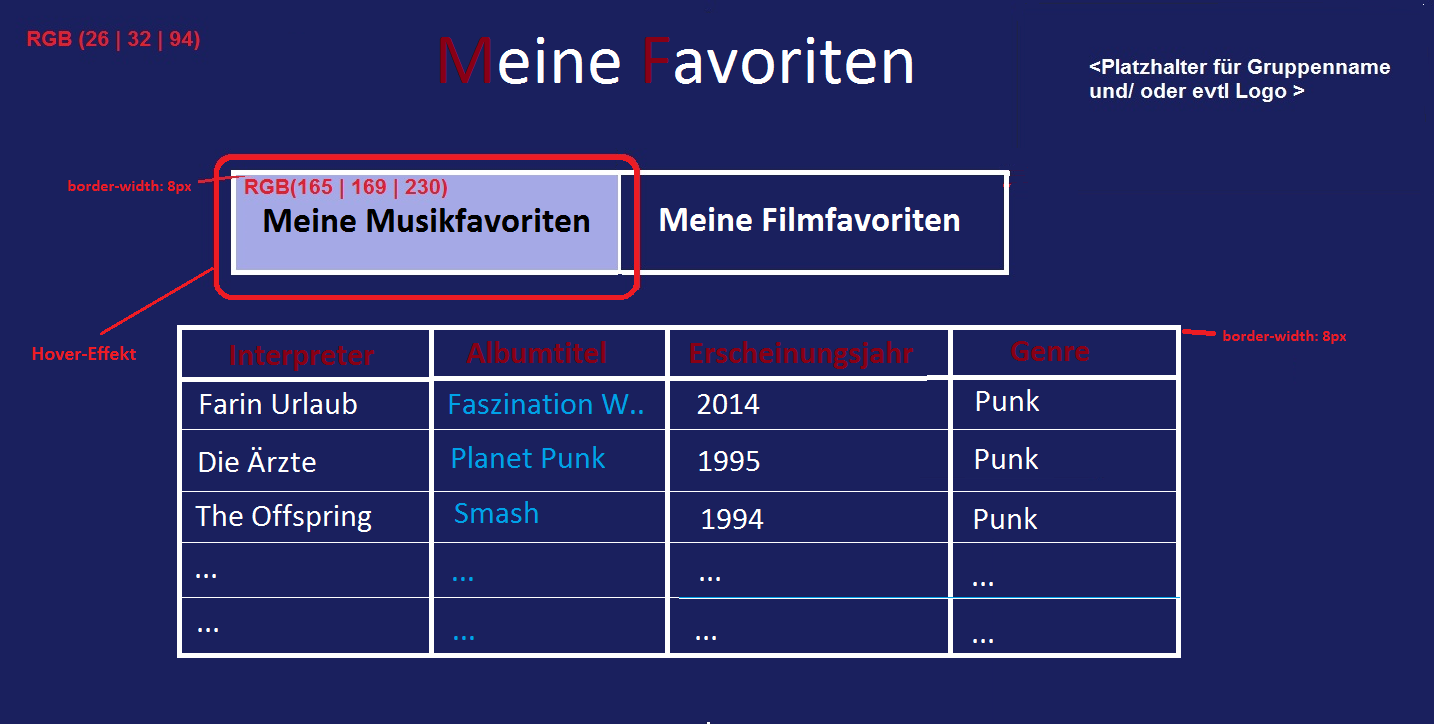 RGB (26 | 32 | 94)
Meine Favoriten
<Platzhalter für Gruppenname
und/ oder evtl Logo >
border-width: 8px
RGB(165 | 169 | 230)
Meine Musikfavoriten
Meine Filmfavoriten
Hover-Effekt
border-width: 8px
Interpreter Albumtitel Erscheinungsjahr Genre
Farin Urlaub Faszination W.. 2014 Punk
Die Ärzte Planet Punk 1995 Punk
The Offspring Smash 1994 Punk
... ... ... ...
... ... ... ...